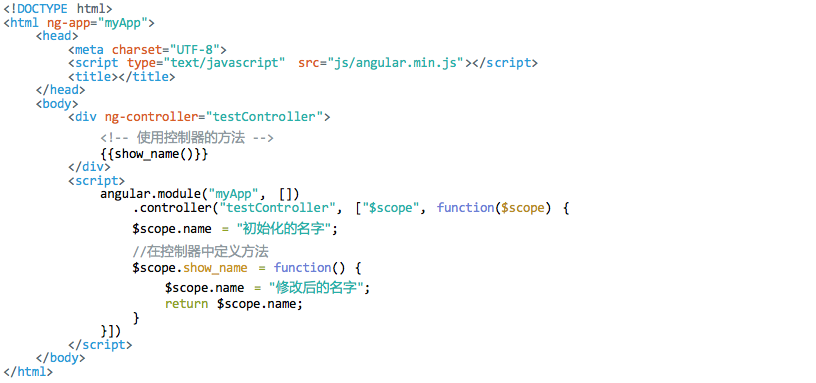 <!DOCTYPE html>
<html ng-app="myApp">
    <head>
        <meta charset="UTF-8">
        <script type="text/javascript"  src="js/angular.min.js"></script>
        <title></title>
    </head>
    <body>
        <div ng-controller="testController">
            <!-- 使用控制器的方法 -->
            {{show_name()}}
        </div>
        <script>
            angular.module("myApp",  [])
                .controller("testController", ["$scope", function($scope) {
                $scope.name = "初始化的名字";
                //在控制器中定义方法
                $scope.show_name = function() {
                    $scope.name = "修改后的名字";
                    return $scope.name;
                }
            }])
        </script>
    </body>
</html>